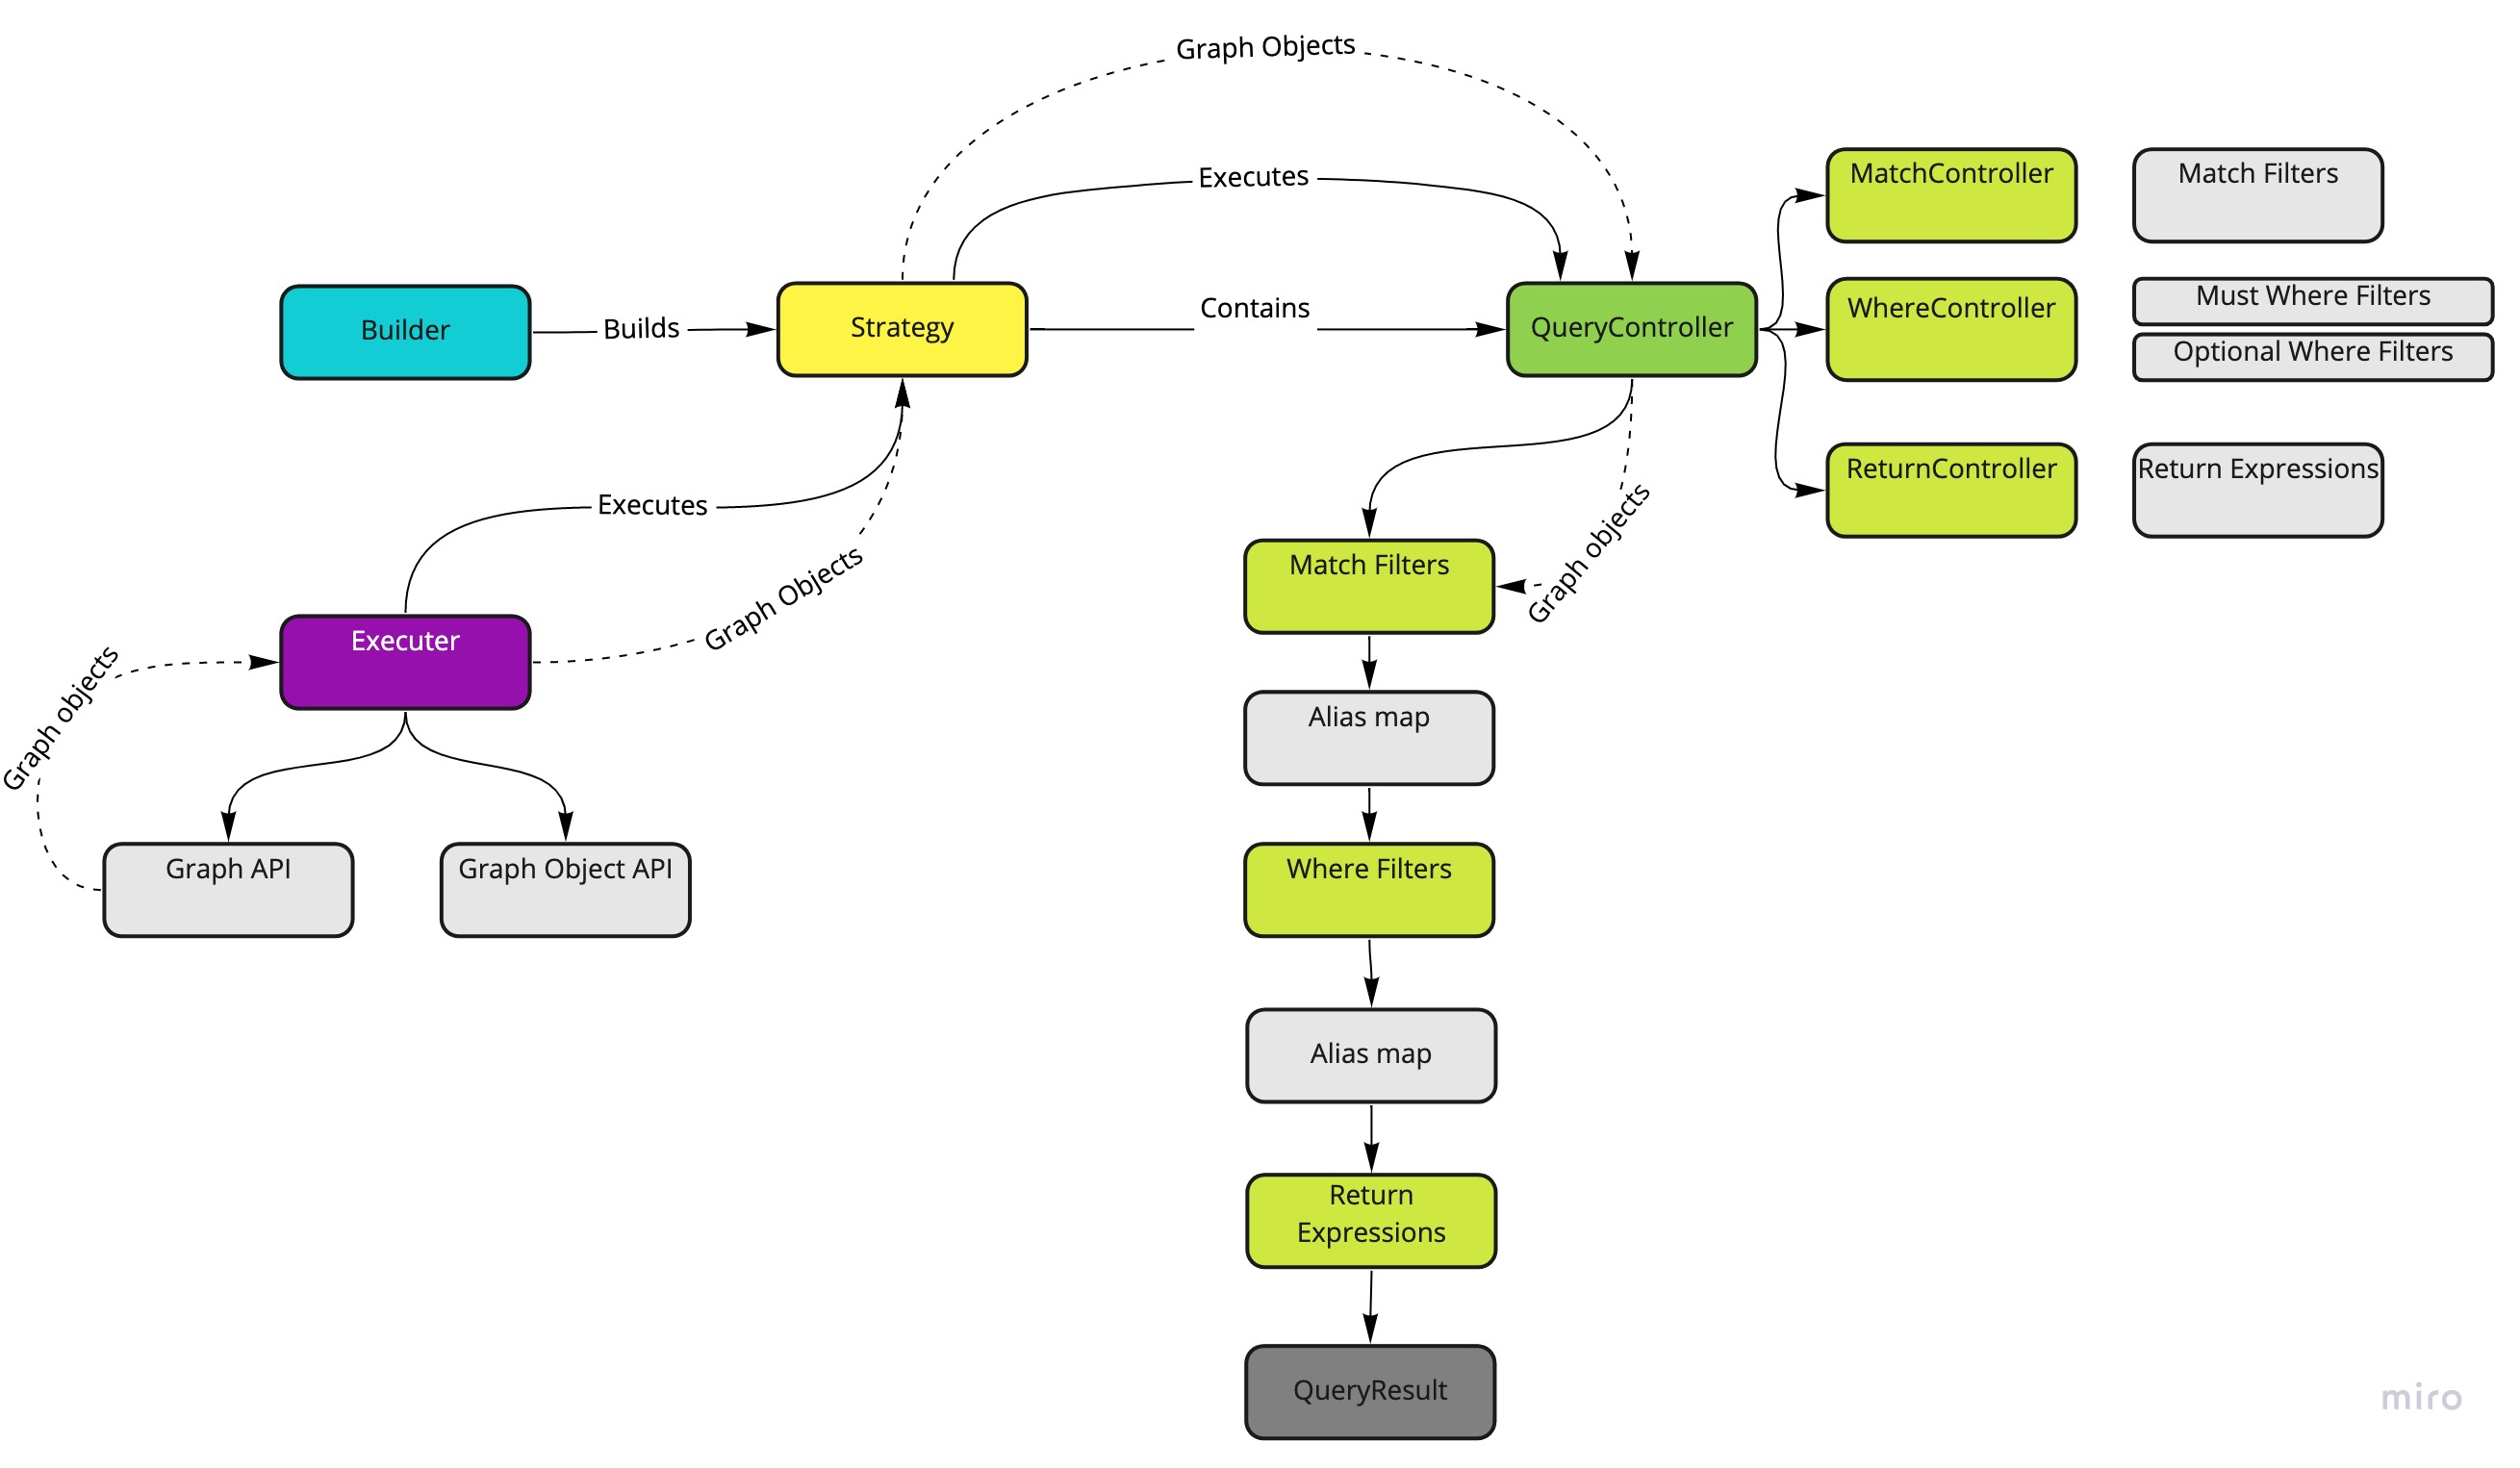 Graph Objects
Executes
MatchController
Match Filters
Builder
Builds
Strategy
Contains
QueryController
WhereController
Must Where Filters
Optional Where Filters
ReturnController
Return Expressions
Executes
Graph Objects
Graph objects
Match Filters
Executer
Graph objects
Alias map
Graph API
Graph Object API
Where Filters
Alias map
Return
Expressions
QueryResult
miro